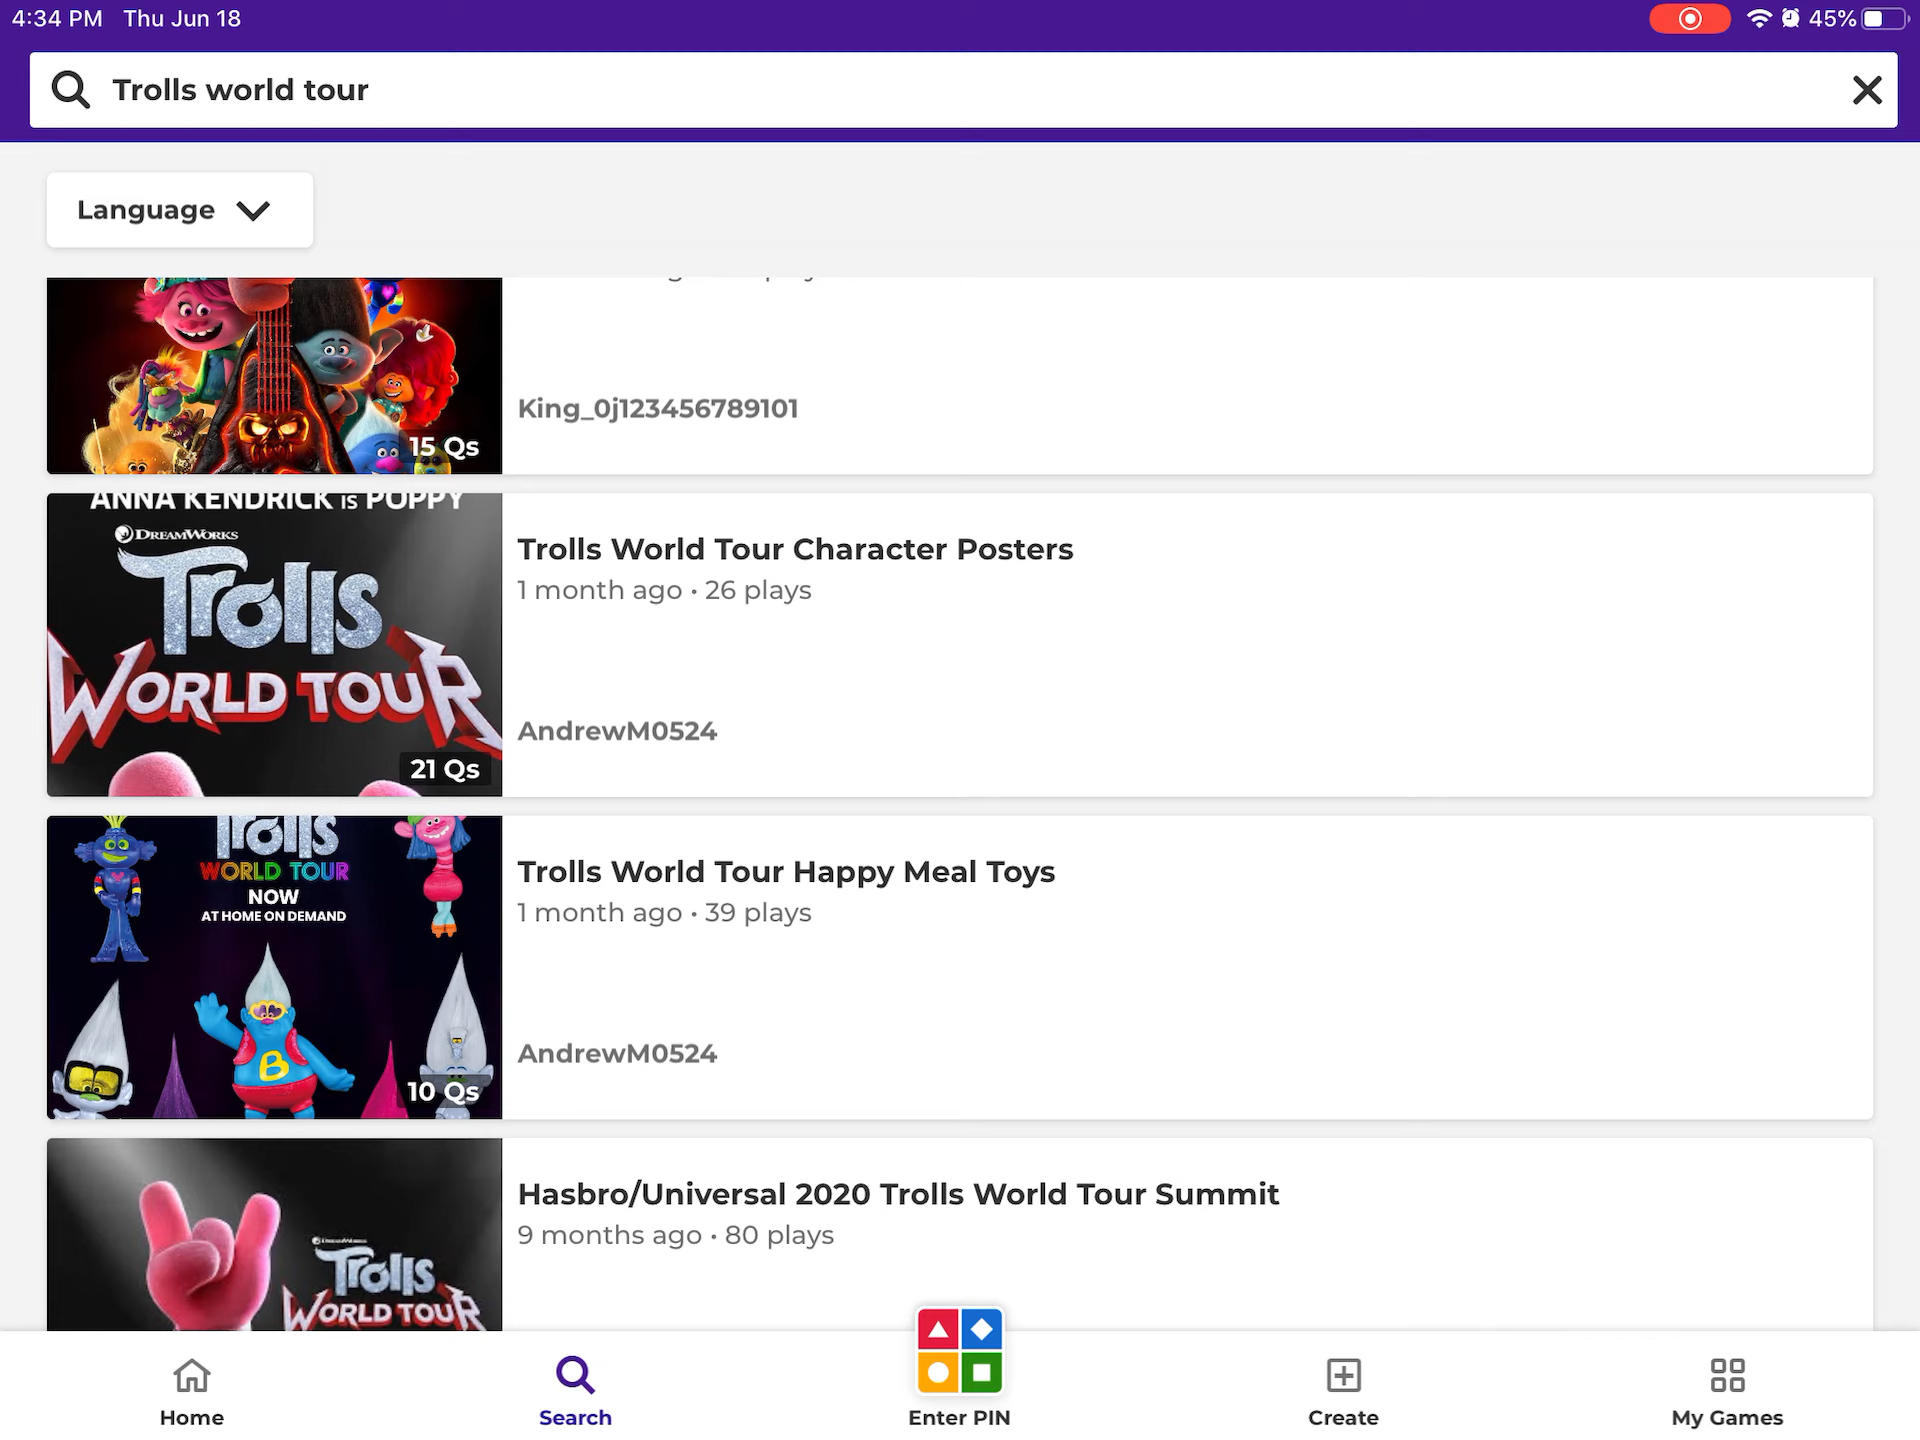 4:34 PM Thu Jun 18
45%
Trolls world tour
Language
15 Qs
King_0j123456789101
ANNA KENDRICK IS POPPY
DREAMWORKS
Trolls
WORLD TOUR
21 Qs
Trolls World Tour Character Posters
1 month ago • 26 plays
AndrewM0524
Trolls
WORLD TOUR
NOW
AT HOME ON DEMAND
B
10 Qs
Trolls World Tour Happy Meal Toys
1 month ago • 39 plays
AndrewM0524
DREAMWORKS
Trolls
WORLD TOUR
Hasbro/Universal 2020 Trolls World Tour Summit
9 months ago • 80 plays
Home
Search
Enter PIN
Create
My Games